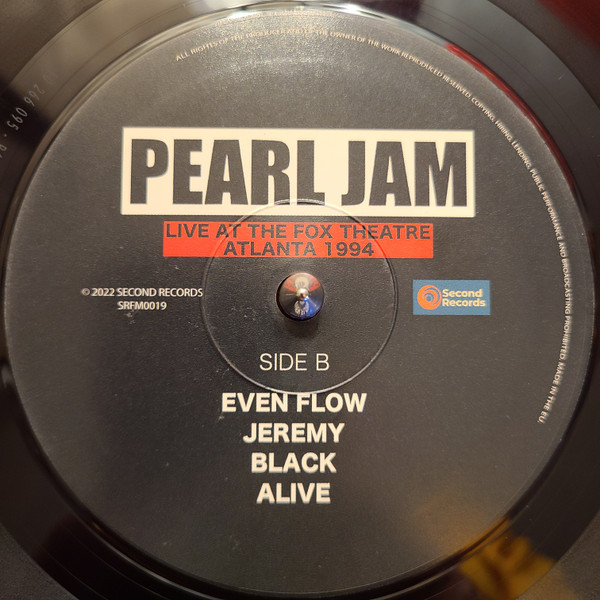 ALL RIGHTS OF THE PRODUCER AND OF THE OWNER OF THE WORK REPRODUCED RESERVED. COPYING, HIRING, LENDING, PUBLIC PERFORMANCE AND BROADCASTING PROHIBITED. MADE IN THE EU.
PEARL JAM
LIVE AT THE FOX THEATRE
ATLANTA 1994
© 2022 SECOND RECORDS
SRFM0019
Second
Records
SIDE B
EVEN FLOW
JEREMY
BLACK
ALIVE